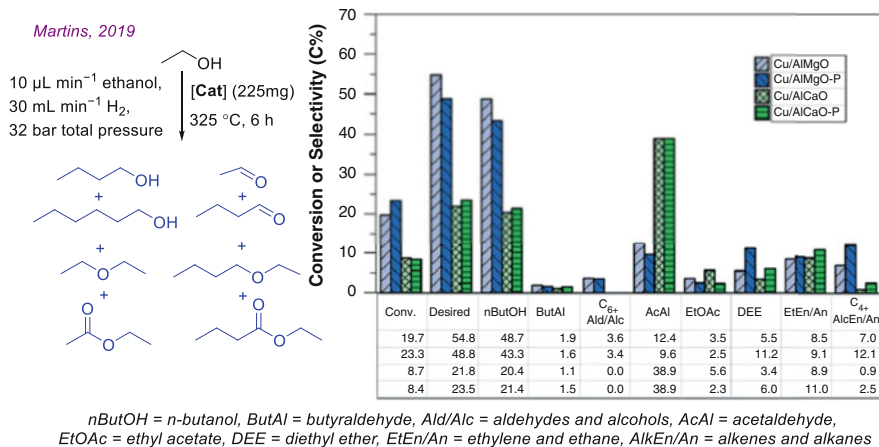 Martins, 2019
OH
10 µL min⁻¹ ethanol,
30 mL min⁻¹ H₂,
32 bar total pressure
[Cat] (225mg)
325 °C, 6 h
OH
O
+
+
OH
O
+
+
O
O
+
+
O
O
O
O
Conversion or Selectivity (C%)
70
60
50
40
30
20
10
0
Cu/AlMgO
Cu/AlMgO-P
Cu/AlCaO
Cu/AlCaO-P
Conv. Desired nButOH ButAl C₆₊ Ald/Alc AcAl EtOAc DEE EtEn/An C₄₊ AlcEn/An
19.7 54.8 48.7 1.9 3.6 12.4 3.5 5.5 8.5 7.0
23.3 48.8 43.3 1.6 3.4 9.6 2.5 11.2 9.1 12.1
8.7 21.8 20.4 1.1 0.0 38.9 5.6 3.4 8.9 0.9
8.4 23.5 21.4 1.5 0.0 38.9 2.3 6.0 11.0 2.5
nButOH = n-butanol, ButAl = butyraldehyde, Ald/Alc = aldehydes and alcohols, AcAl = acetaldehyde,
EtOAc = ethyl acetate, DEE = diethyl ether, EtEn/An = ethylene and ethane, AlkEn/An = alkenes and alkanes